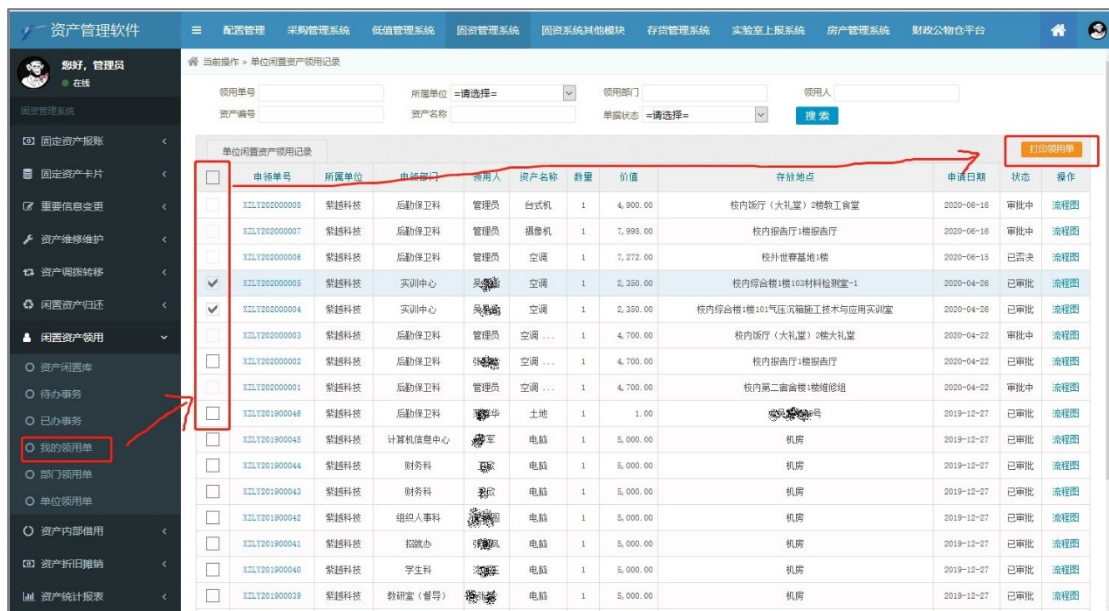 资产管理软件
配置管理 采购管理系统 低值管理系统 固资管理系统 固资系统其他模块 存货管理系统 实验室上报系统 房产管理系统 财政公物仓平台
您好，管理员
在线
当前操作 » 单位闲置资产领用记录
领用单号 所属单位 =请选择= 领用部门 领用人
资产编号 资产名称 单据状态 =请选择= 搜索
固资管理系统
固定资产报账
固定资产卡片
重要信息变更
资产维修维护
资产调拨转移
闲置资产归还
闲置资产领用
资产闲置库
待办事务
已办事务
我的领用单
部门领用单
单位领用单
资产内部借用
资产折旧摊销
资产统计报表
单位闲置资产领用记录 打印领用单
申领单号 所属单位 申领部门 领用人 资产名称 数量 价值 存放地点 申请日期 状态 操作
XZLY202000008 紫越科技 后勤保卫科 管理员 台式机 1 4,900.00 校内饭厅（大礼堂）2楼教工食堂 2020-06-16 审批中 流程图
XZLY202000007 紫越科技 后勤保卫科 管理员 摄像机 1 7,998.00 校内报告厅1楼报告厅 2020-06-16 审批中 流程图
XZLY202000006 紫越科技 后勤保卫科 管理员 空调 1 7,272.00 校外世赛基地1楼 2020-06-15 已否决 流程图
XZLY202000005 紫越科技 实训中心 吴 空调 1 2,350.00 校内综合楼1楼103材料检测室-1 2020-04-26 已审批 流程图
XZLY202000004 紫越科技 实训中心 空调 1 2,350.00 校内综合楼1楼101气压沉箱施工技术与应用实训室 2020-04-26 已审批 流程图
XZLY202000003 紫越科技 后勤保卫科 管理员 空调 ... 1 4,700.00 校内饭厅（大礼堂）2楼大礼堂 2020-04-22 审批中 流程图
XZLY202000002 紫越科技 后勤保卫科 空调 ... 1 4,700.00 校内报告厅1楼报告厅 2020-04-22 已审批 流程图
XZLY202000001 紫越科技 后勤保卫科 管理员 空调 ... 1 4,700.00 校内第二宿舍楼1楼维修组 2020-04-22 审批中 流程图
XZLY201900046 紫越科技 后勤保卫科 华 土地 1 1.00 号 2019-12-27 已审批 流程图
XZLY201900045 紫越科技 计算机信息中心 军 电脑 1 5,000.00 机房 2019-12-27 已审批 流程图
XZLY201900044 紫越科技 财务科 电脑 1 5,000.00 机房 2019-12-27 已审批 流程图
XZLY201900043 紫越科技 财务科 电脑 1 5,000.00 机房 2019-12-27 已审批 流程图
XZLY201900042 紫越科技 组织人事科 电脑 1 5,000.00 机房 2019-12-27 已审批 流程图
XZLY201900041 紫越科技 招就办 电脑 1 5,000.00 机房 2019-12-27 已审批 流程图
XZLY201900040 紫越科技 学生科 电脑 1 5,000.00 机房 2019-12-27 已审批 流程图
XZLY201900039 紫越科技 教研室（督导） 电脑 1 5,000.00 机房 2019-12-27 已审批 流程图